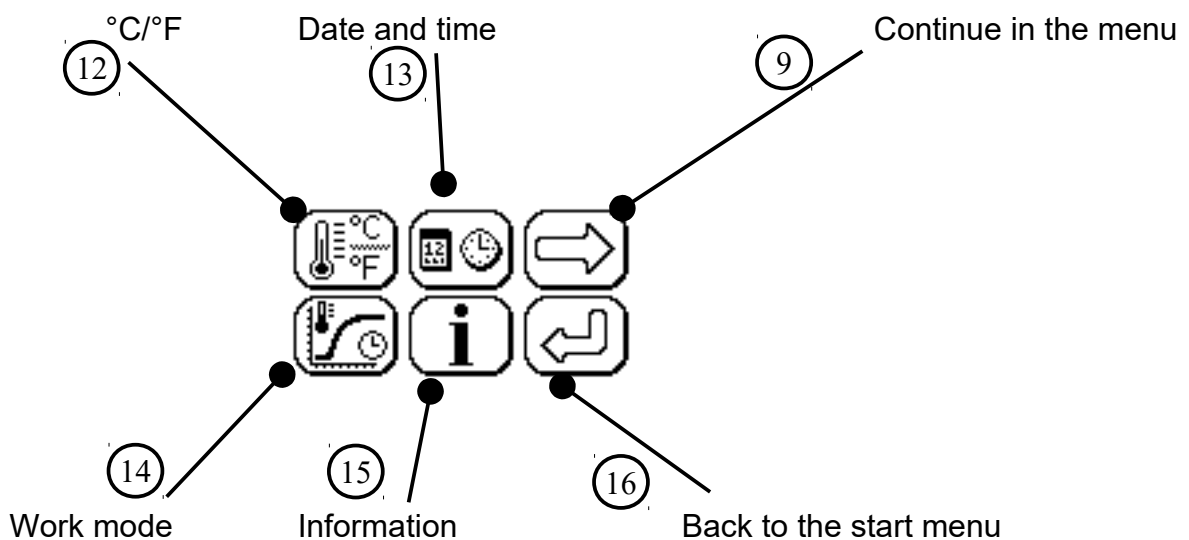 °C/°F
Date and time
Continue in the menu
12
13
9
°C
°F
12
i
14
15
16
Work mode
Information
Back to the start menu